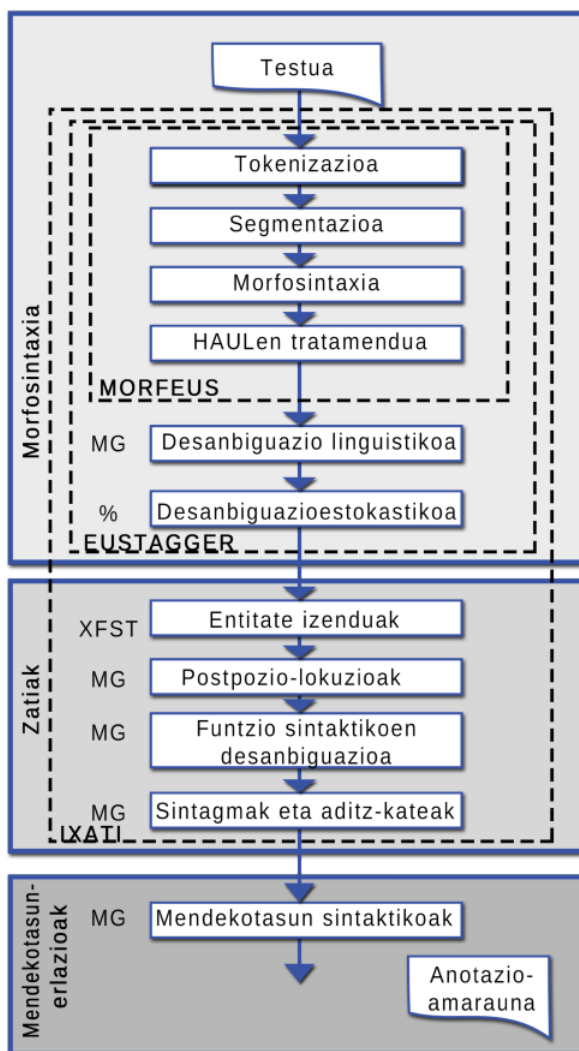 Testua
Tokenizazioa
Segmentazioa
Morfosintaxia
HAULen tratamendua
MORFEUS
MG
Desanbiguazio linguistikoa
%
Desanbiguazioestokastikoa
EUSTAGGER
Morfosintaxia
Entitate izenduak
XFST
MG
Postpozio-lokuzioak
MG
Funtzio sintaktikoen
desanbiguazioa
MG
Sintagmak eta aditz-kateak
IXATI
Zatiak
MG
Mendekotasun sintaktikoak
Mendekotasun-
erlazioak
Anotazio-
amarauna